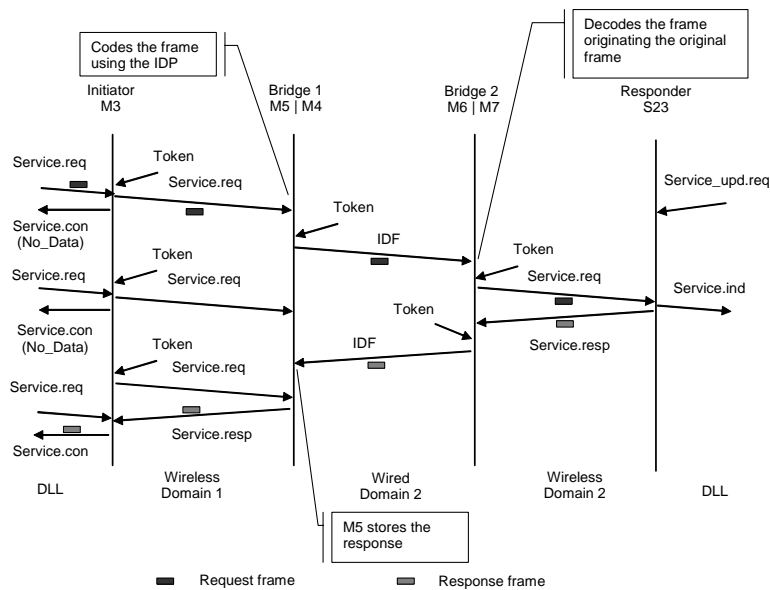 Codes the frame
using the IDP
Decodes the frame
originating the original
frame
Initiator
M3
Bridge 1
M5 | M4
Bridge 2
M6 | M7
Responder
S23
Service.req
Token
Service.req
Service_upd.req
Service.con
(No_Data)
Token
IDF
Service.req
Token
Service.req
Token
Service.req
Service.ind
Service.con
(No_Data)
Token
Service.resp
Token
Service.req
IDF
Service.req
Service.resp
Service.con
DLL
Wireless
Domain 1
Wired
Domain 2
Wireless
Domain 2
DLL
M5 stores the
response
Request frame
Response frame